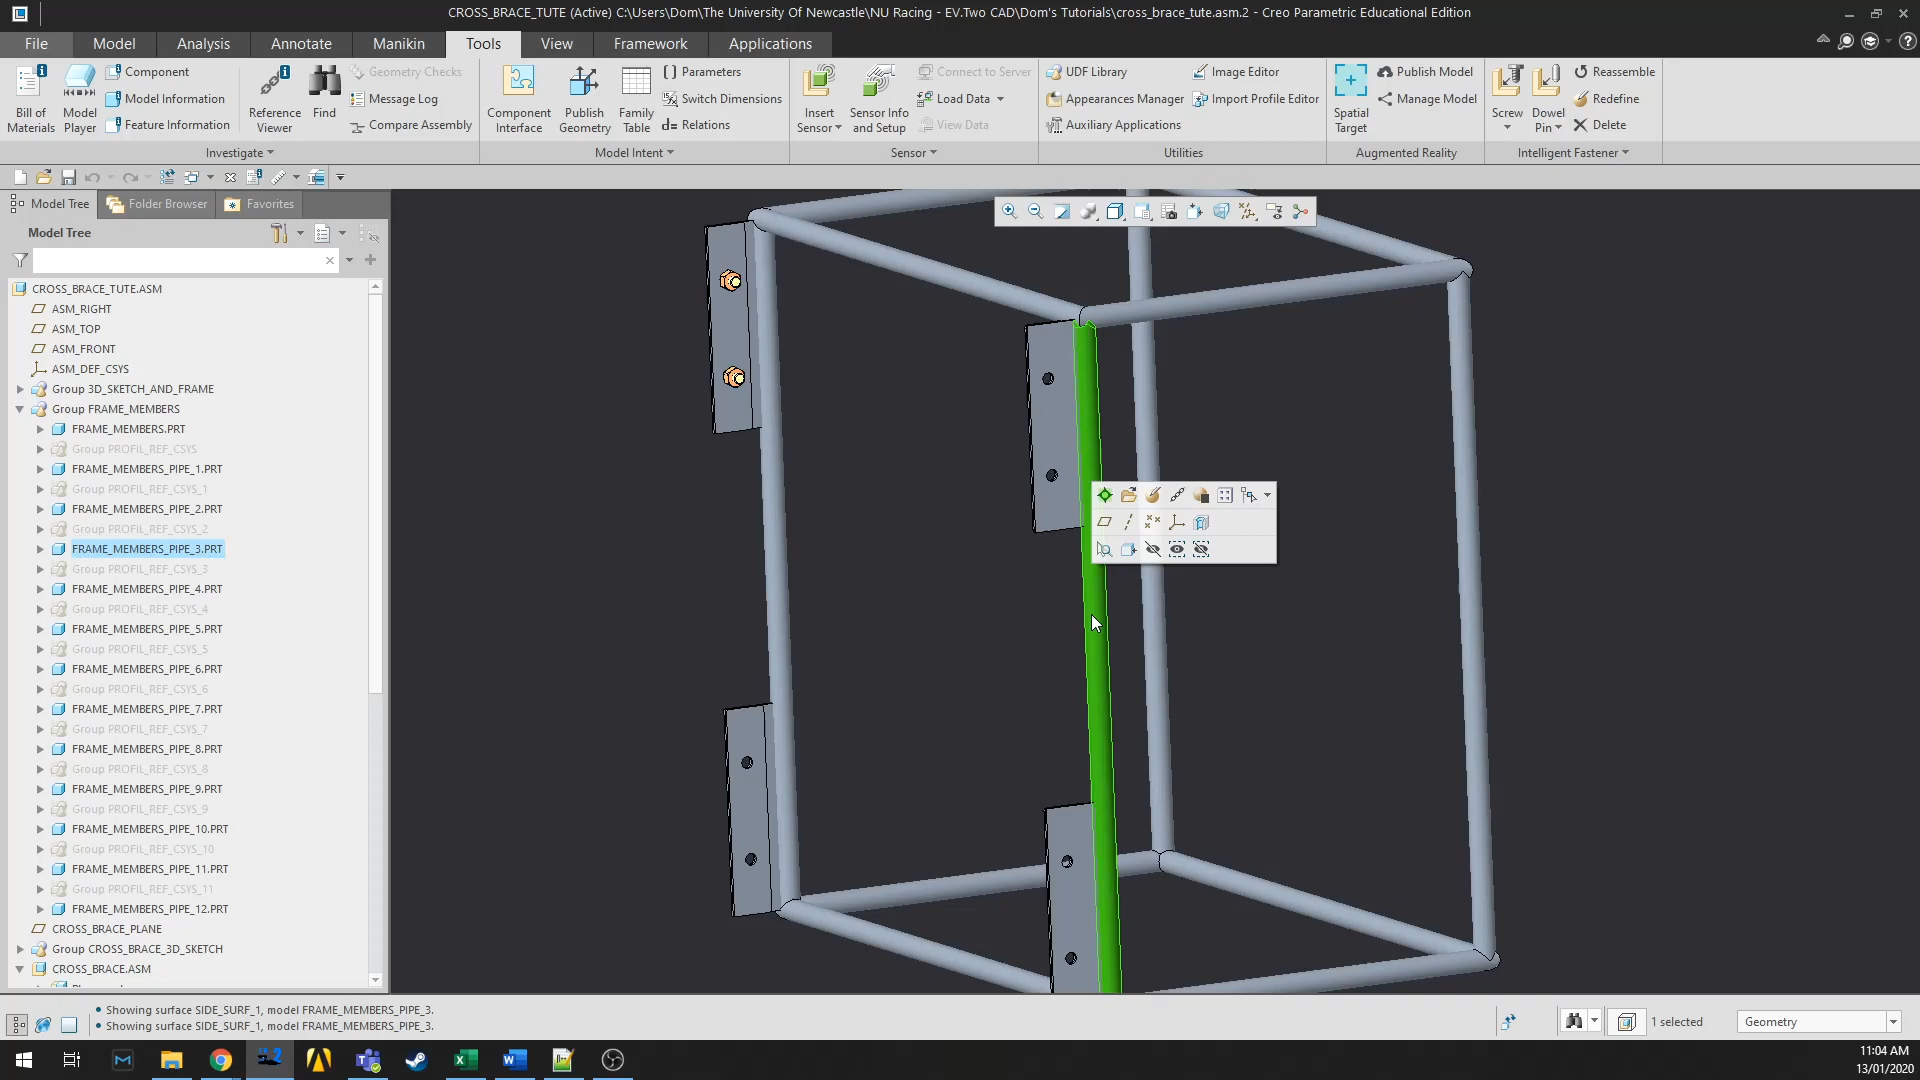 CROSS_BRACE_TUTE (Active) C:\Users\Dom\The University Of Newcastle\NU Racing - EV.Two CAD\Dom's Tutorials\cross_brace_tute.asm.2 - Creo Parametric Educational Edition
File Model Analysis Annotate Manikin Tools View Framework Applications
Bill of Materials
Model Player
Component
Model Information
Feature Information
Reference Viewer
Find
Geometry Checks
Message Log
Compare Assembly
Investigate
Component Interface
Publish Geometry
Family Table
Parameters
Switch Dimensions
Relations
Model Intent
Insert Sensor
Sensor Info and Setup
Connect to Server
Load Data
View Data
Sensor
UDF Library
Appearances Manager
Auxiliary Applications
Image Editor
Import Profile Editor
Utilities
Spatial Target
Publish Model
Manage Model
Augmented Reality
Screw
Dowel Pin
Reassemble
Redefine
Delete
Intelligent Fastener
Model Tree Folder Browser Favorites
Model Tree
CROSS_BRACE_TUTE.ASM
ASM_RIGHT
ASM_TOP
ASM_FRONT
ASM_DEF_CSYS
Group 3D_SKETCH_AND_FRAME
Group FRAME_MEMBERS
FRAME_MEMBERS.PRT
Group PROFIL_REF_CSYS
FRAME_MEMBERS_PIPE_1.PRT
Group PROFIL_REF_CSYS_1
FRAME_MEMBERS_PIPE_2.PRT
Group PROFIL_REF_CSYS_2
FRAME_MEMBERS_PIPE_3.PRT
Group PROFIL_REF_CSYS_3
FRAME_MEMBERS_PIPE_4.PRT
Group PROFIL_REF_CSYS_4
FRAME_MEMBERS_PIPE_5.PRT
Group PROFIL_REF_CSYS_5
FRAME_MEMBERS_PIPE_6.PRT
Group PROFIL_REF_CSYS_6
FRAME_MEMBERS_PIPE_7.PRT
Group PROFIL_REF_CSYS_7
FRAME_MEMBERS_PIPE_8.PRT
Group PROFIL_REF_CSYS_8
FRAME_MEMBERS_PIPE_9.PRT
Group PROFIL_REF_CSYS_9
FRAME_MEMBERS_PIPE_10.PRT
Group PROFIL_REF_CSYS_10
FRAME_MEMBERS_PIPE_11.PRT
Group PROFIL_REF_CSYS_11
FRAME_MEMBERS_PIPE_12.PRT
CROSS_BRACE_PLANE
Group CROSS_BRACE_3D_SKETCH
CROSS_BRACE.ASM
• Showing surface SIDE_SURF_1, model FRAME_MEMBERS_PIPE_3.
• Showing surface SIDE_SURF_1, model FRAME_MEMBERS_PIPE_3.
1 selected
Geometry
11:04 AM
13/01/2020